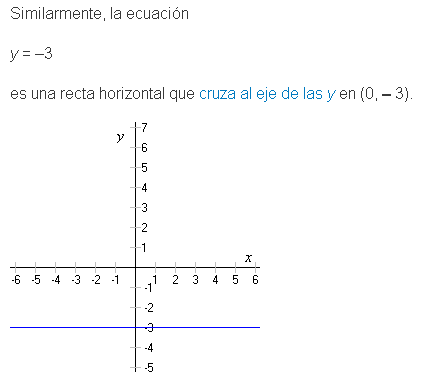 Similarmente, la ecuación
y = –3
es una recta horizontal que cruza al eje de las y en (0, – 3).
y
7
6
5
4
3
2
1
x
-6 -5 -4 -3 -2 -1 1 2 3 4 5 6
-1
-2
-3
-4
-5